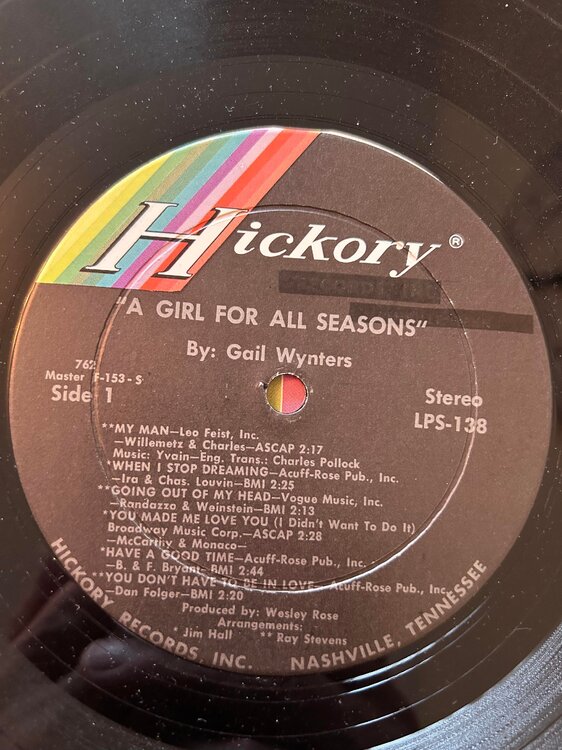 Hickory®
"A GIRL FOR ALL SEASONS"
By: Gail Wynters
762
Master F-153-S
Side 1
Stereo
LPS-138
**MY MAN—Leo Feist, Inc.
—Willemetz & Charles—ASCAP 2:17
Music: Yvain—Eng. Trans.: Charles Pollock
*WHEN I STOP DREAMING—Acuff-Rose Pub., Inc.
—Ira & Chas. Louvin—BMI 2:25
**GOING OUT OF MY HEAD—Vogue Music, Inc.
—Randazzo & Weinstein—BMI 2:13
*YOU MADE ME LOVE YOU (I Didn't Want To Do It)
Broadway Music Corp.—ASCAP 2:28
—McCarthy & Monaco—
*HAVE A GOOD TIME—Acuff-Rose Pub., Inc.
—B. & F. Bryant—BMI 2:44
**YOU DON'T HAVE TO BE IN LOVE—Acuff-Rose Pub., Inc.
—Dan Folger—BMI 2:20
Produced by: Wesley Rose
Arrangements:
* Jim Hall ** Ray Stevens
HICKORY RECORDS, INC. NASHVILLE, TENNESSEE